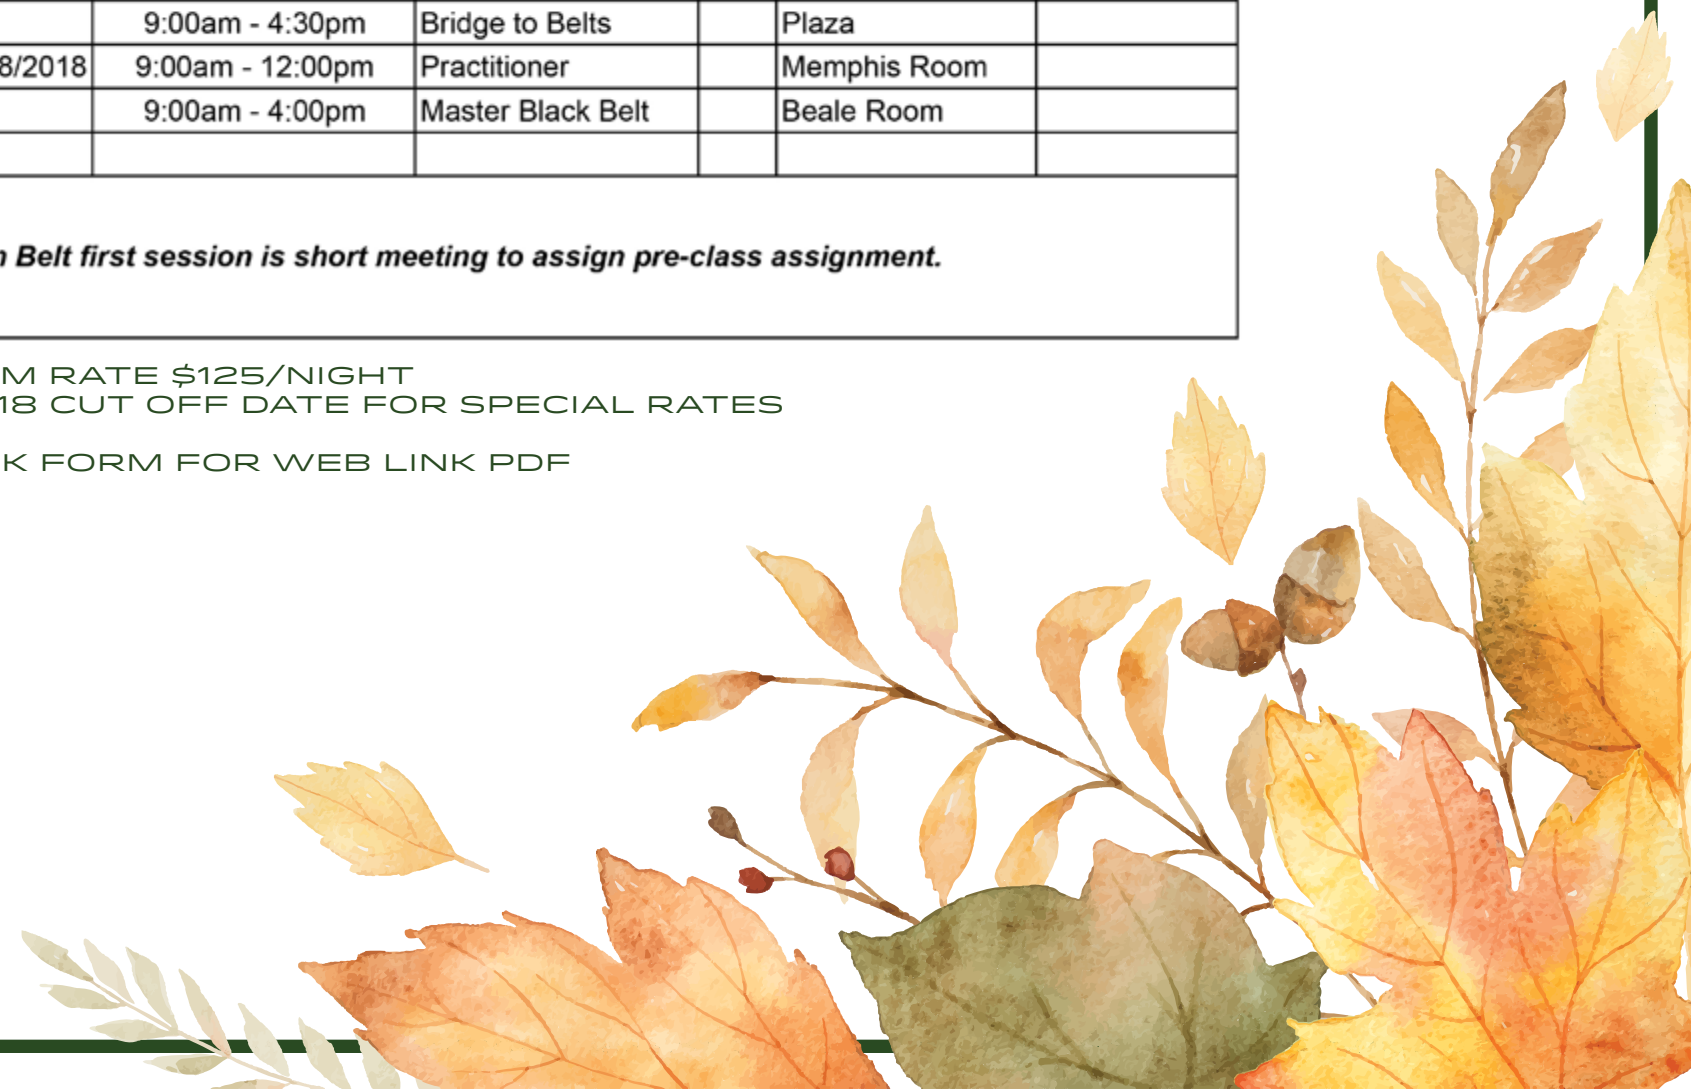 9:00am - 4:30pm Bridge to Belts Plaza
8/2018 9:00am - 12:00pm Practitioner Memphis Room
9:00am - 4:00pm Master Black Belt Beale Room
n Belt first session is short meeting to assign pre-class assignment.
M RATE $125/NIGHT
18 CUT OFF DATE FOR SPECIAL RATES
K FORM FOR WEB LINK PDF